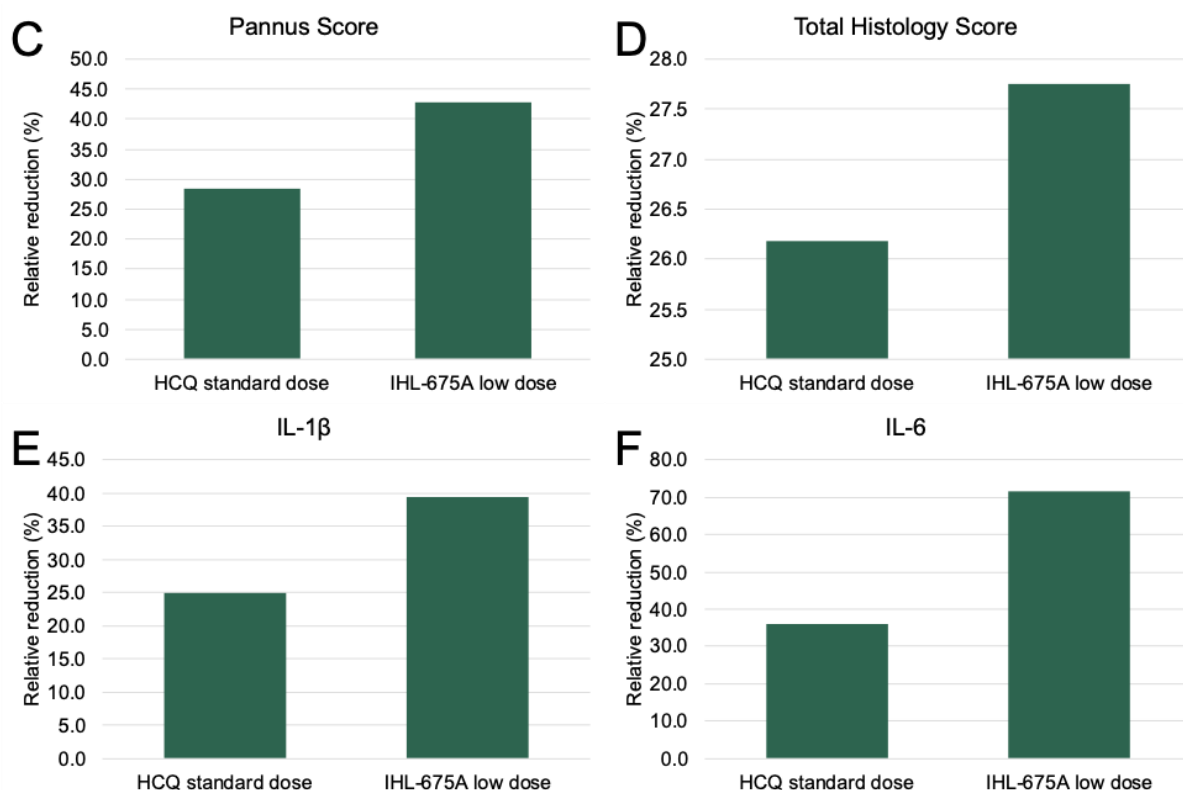 C
Pannus Score
Relative reduction (%)
50.0
45.0
40.0
35.0
30.0
25.0
20.0
15.0
10.0
5.0
0.0
HCQ standard dose
IHL-675A low dose
D
Total Histology Score
Relative reduction (%)
28.0
27.5
27.0
26.5
26.0
25.5
25.0
HCQ standard dose
IHL-675A low dose
E
IL-1β
Relative reduction (%)
45.0
40.0
35.0
30.0
25.0
20.0
15.0
10.0
5.0
0.0
HCQ standard dose
IHL-675A low dose
F
IL-6
Relative reduction (%)
80.0
70.0
60.0
50.0
40.0
30.0
20.0
10.0
0.0
HCQ standard dose
IHL-675A low dose